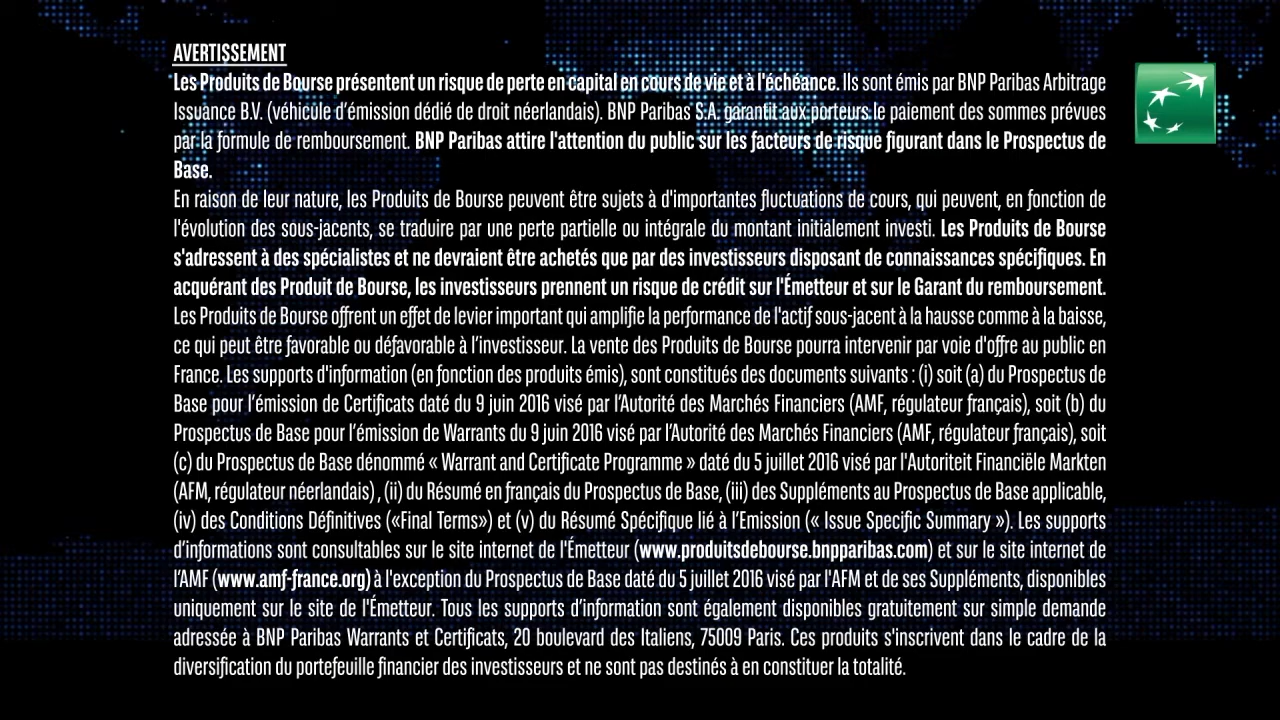 AVERTISSEMENT
Les Produits de Bourse présentent un risque de perte en capital en cours de vie et à l'échéance. Ils sont émis par BNP Paribas Arbitrage
Issuance B.V. (véhicule d’émission dédié de droit néerlandais). BNP Paribas S.A. garantit aux porteurs le paiement des sommes prévues
par la formule de remboursement. BNP Paribas attire l'attention du public sur les facteurs de risque figurant dans le Prospectus de
Base.
En raison de leur nature, les Produits de Bourse peuvent être sujets à d'importantes fluctuations de cours, qui peuvent, en fonction de
l'évolution des sous-jacents, se traduire par une perte partielle ou intégrale du montant initialement investi. Les Produits de Bourse
s'adressent à des spécialistes et ne devraient être achetés que par des investisseurs disposant de connaissances spécifiques. En
acquérant des Produit de Bourse, les investisseurs prennent un risque de crédit sur l'Émetteur et sur le Garant du remboursement.
Les Produits de Bourse offrent un effet de levier important qui amplifie la performance de l'actif sous-jacent à la hausse comme à la baisse,
ce qui peut être favorable ou défavorable à l’investisseur. La vente des Produits de Bourse pourra intervenir par voie d'offre au public en
France. Les supports d'information (en fonction des produits émis), sont constitués des documents suivants : (i) soit (a) du Prospectus de
Base pour l’émission de Certificats daté du 9 juin 2016 visé par l’Autorité des Marchés Financiers (AMF, régulateur français), soit (b) du
Prospectus de Base pour l’émission de Warrants du 9 juin 2016 visé par l’Autorité des Marchés Financiers (AMF, régulateur français), soit
(c) du Prospectus de Base dénommé « Warrant and Certificate Programme » daté du 5 juillet 2016 visé par l'Autoriteit Financiële Markten
(AFM, régulateur néerlandais) , (ii) du Résumé en français du Prospectus de Base, (iii) des Suppléments au Prospectus de Base applicable,
(iv) des Conditions Définitives («Final Terms») et (v) du Résumé Spécifique lié à l’Emission (« Issue Specific Summary »). Les supports
d’informations sont consultables sur le site internet de l'Émetteur (www.produitsdebourse.bnpparibas.com) et sur le site internet de
l’AMF (www.amf-france.org) à l'exception du Prospectus de Base daté du 5 juillet 2016 visé par l'AFM et de ses Suppléments, disponibles
uniquement sur le site de l'Émetteur. Tous les supports d’information sont également disponibles gratuitement sur simple demande
adressée à BNP Paribas Warrants et Certificats, 20 boulevard des Italiens, 75009 Paris. Ces produits s'inscrivent dans le cadre de la
diversification du portefeuille financier des investisseurs et ne sont pas destinés à en constituer la totalité.